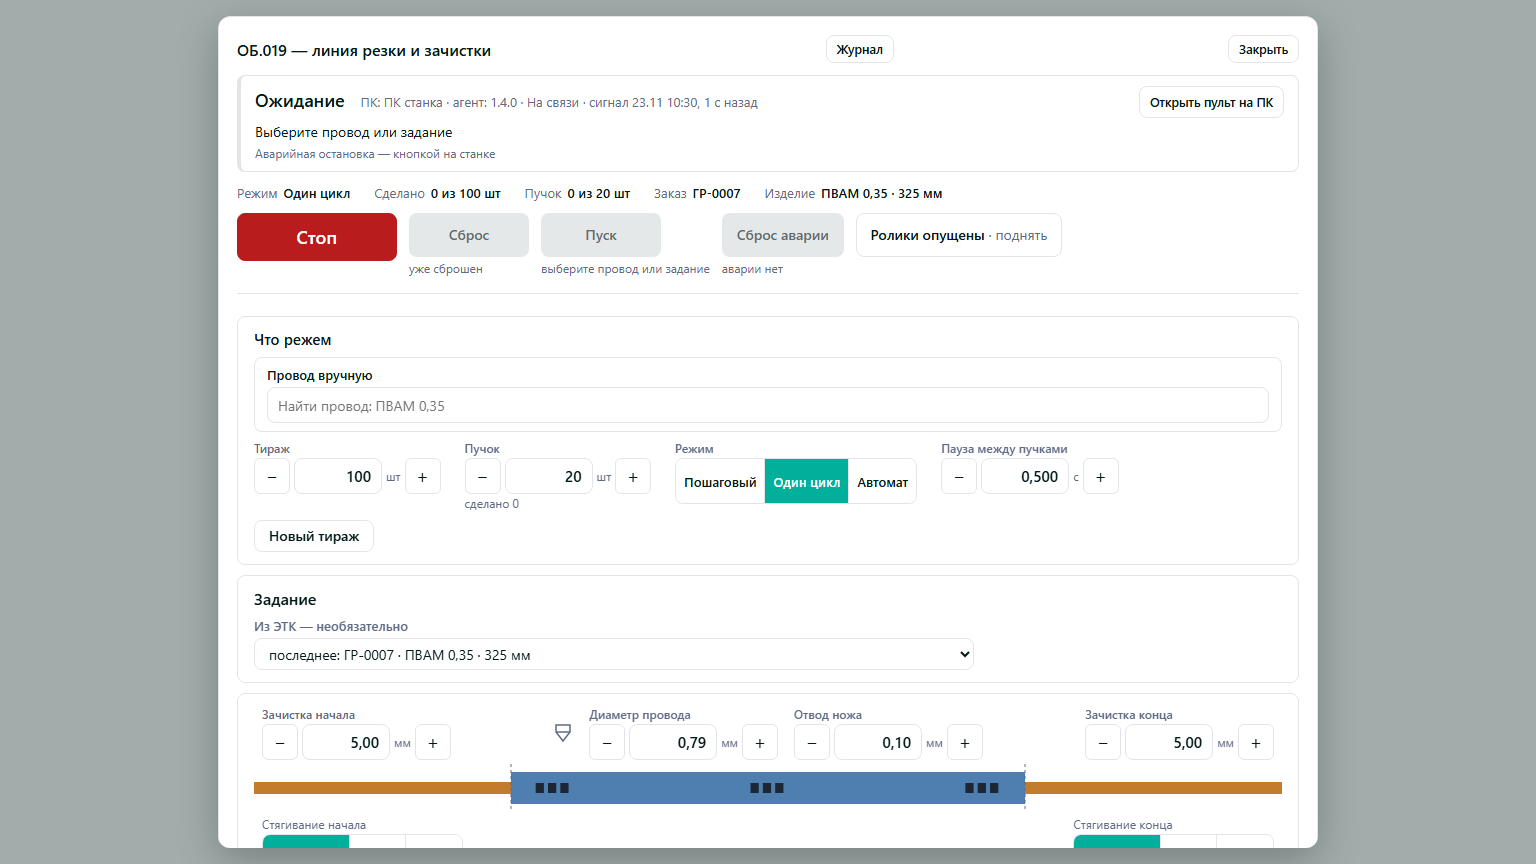 ОБ.019 — линия резки и зачистки
Журнал
Закрыть
Ожидание
ПК: ПК станка · агент: 1.4.0 · На связи · сигнал 23.11 10:30, 1 с назад
Открыть пульт на ПК
Выберите провод или задание
Аварийная остановка — кнопкой на станке
Режим Один цикл Сделано 0 из 100 шт Пучок 0 из 20 шт Заказ ГР-0007 Изделие ПВАМ 0,35 · 325 мм
Стоп
Сброс
Пуск
Сброс аварии
Ролики опущены · поднять
уже сброшен
выберите провод или задание
аварии нет
Что режем
Провод вручную
Найти провод: ПВАМ 0,35
Тираж
Пучок
Режим
Пауза между пучками
− 100 шт +
− 20 шт +
Пошаговый Один цикл Автомат
− 0,500 с +
сделано 0
Новый тираж
Задание
Из ЭТК — необязательно
последнее: ГР-0007 · ПВАМ 0,35 · 325 мм
Зачистка начала
Диаметр провода
Отвод ножа
Зачистка конца
− 5,00 мм +
− 0,79 мм +
− 0,10 мм +
− 5,00 мм +
Стягивание начала
Стягивание конца